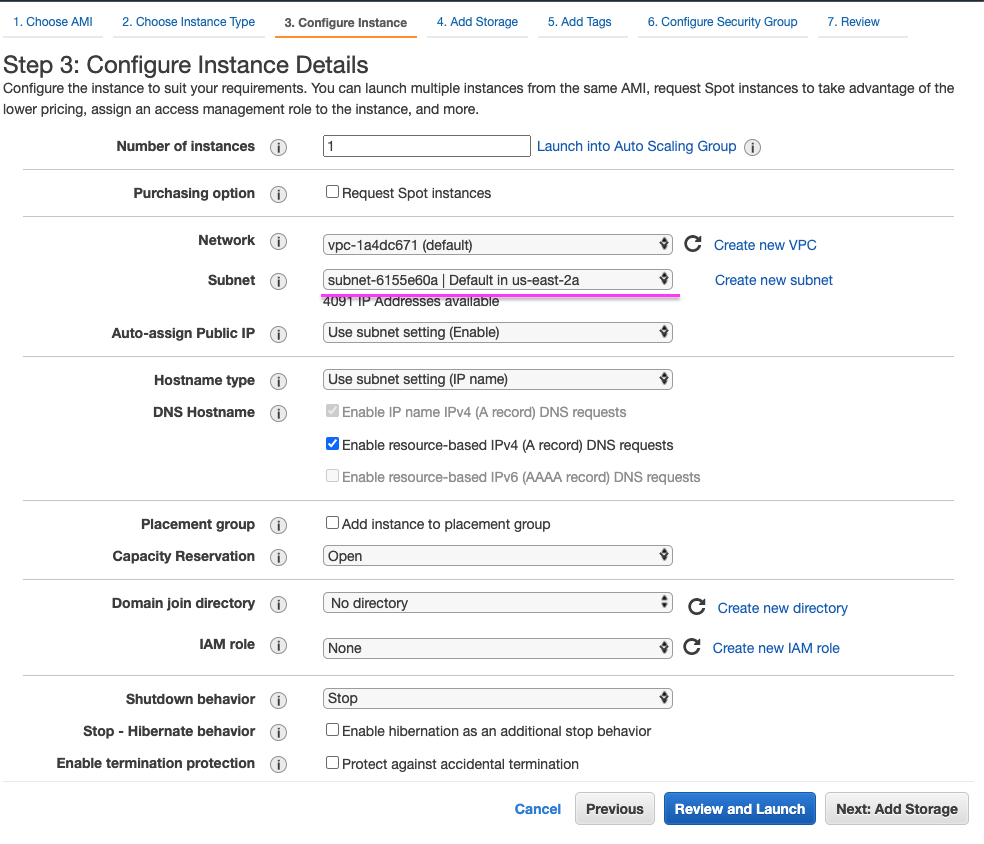 1. Choose AMI 2. Choose Instance Type 3. Configure Instance 4. Add Storage 5. Add Tags 6. Configure Security Group 7. Review
Step 3: Configure Instance Details
Configure the instance to suit your requirements. You can launch multiple instances from the same AMI, request Spot instances to take advantage of the
lower pricing, assign an access management role to the instance, and more.
Number of instances i 1 Launch into Auto Scaling Group i
Purchasing option i Request Spot instances
Network i vpc-1a4dc671 (default) Create new VPC
Subnet i subnet-6155e60a | Default in us-east-2a Create new subnet
4091 IP Addresses available
Auto-assign Public IP i Use subnet setting (Enable)
Hostname type i Use subnet setting (IP name)
DNS Hostname i Enable IP name IPv4 (A record) DNS requests
Enable resource-based IPv4 (A record) DNS requests
Enable resource-based IPv6 (AAAA record) DNS requests
Placement group i Add instance to placement group
Capacity Reservation i Open
Domain join directory i No directory Create new directory
IAM role i None Create new IAM role
Shutdown behavior i Stop
Stop - Hibernate behavior i Enable hibernation as an additional stop behavior
Enable termination protection i Protect against accidental termination
Cancel Previous Review and Launch Next: Add Storage